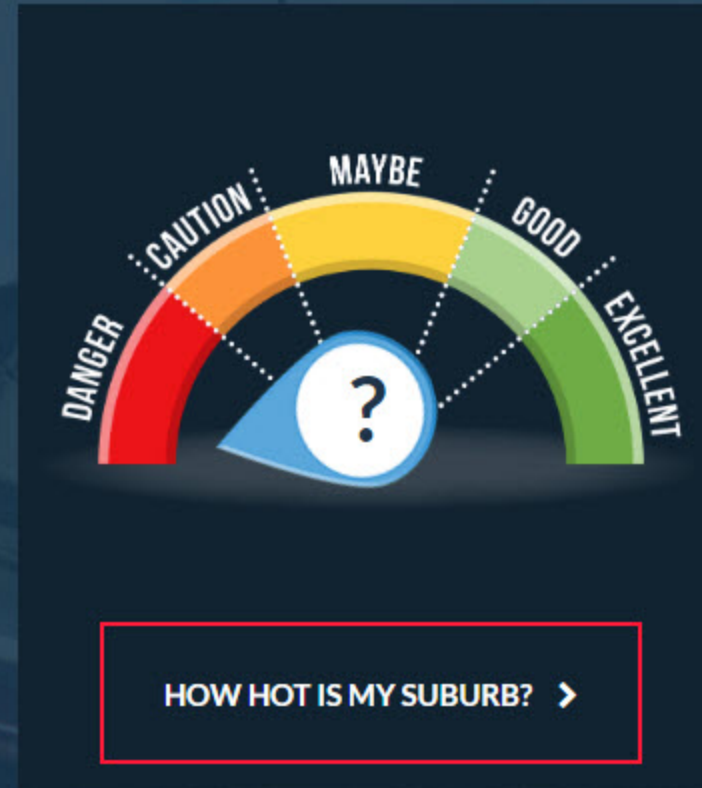 DANGER
CAUTION
MAYBE
GOOD
EXCELLENT
?
HOW HOT IS MY SUBURB?